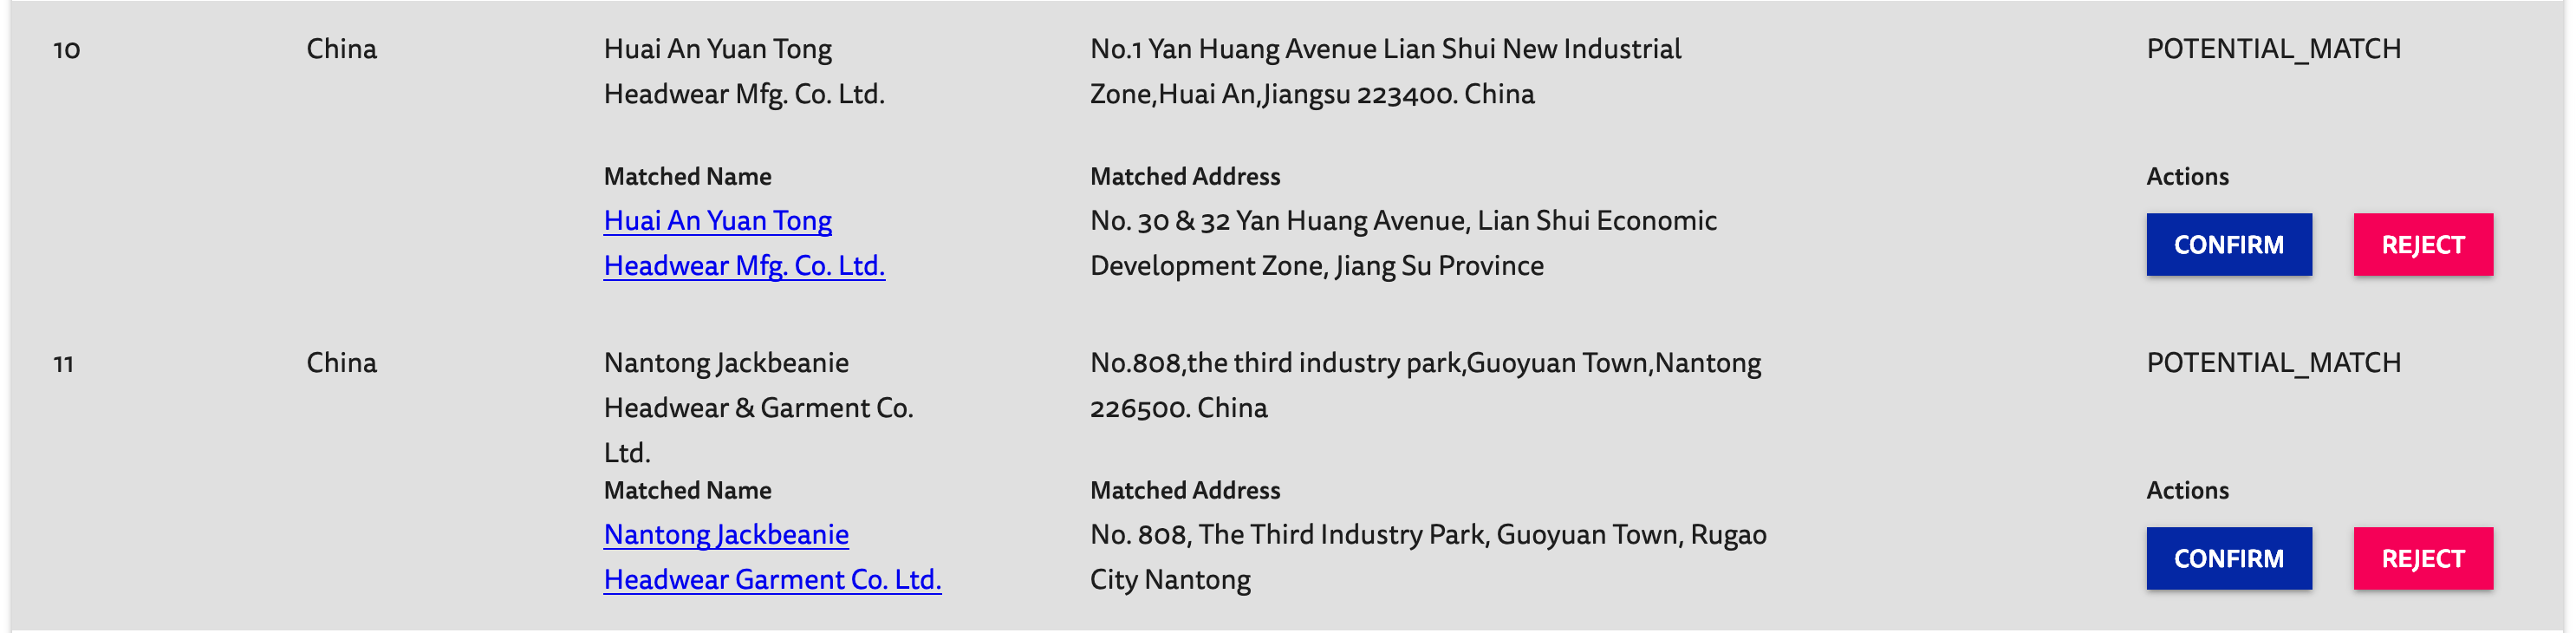 10 China Huai An Yuan Tong No.1 Yan Huang Avenue Lian Shui New Industrial POTENTIAL_MATCH
Headwear Mfg. Co. Ltd. Zone,Huai An,Jiangsu 223400. China
Matched Name Matched Address Actions
Huai An Yuan Tong No. 30 & 32 Yan Huang Avenue, Lian Shui Economic
CONFIRM REJECT
Headwear Mfg. Co. Ltd. Development Zone, Jiang Su Province
11 China Nantong Jackbeanie No.808,the third industry park,Guoyuan Town,Nantong POTENTIAL_MATCH
Headwear & Garment Co. 226500. China
Ltd.
Matched Name Matched Address Actions
Nantong Jackbeanie No. 808, The Third Industry Park, Guoyuan Town, Rugao
CONFIRM REJECT
Headwear Garment Co. Ltd. City Nantong